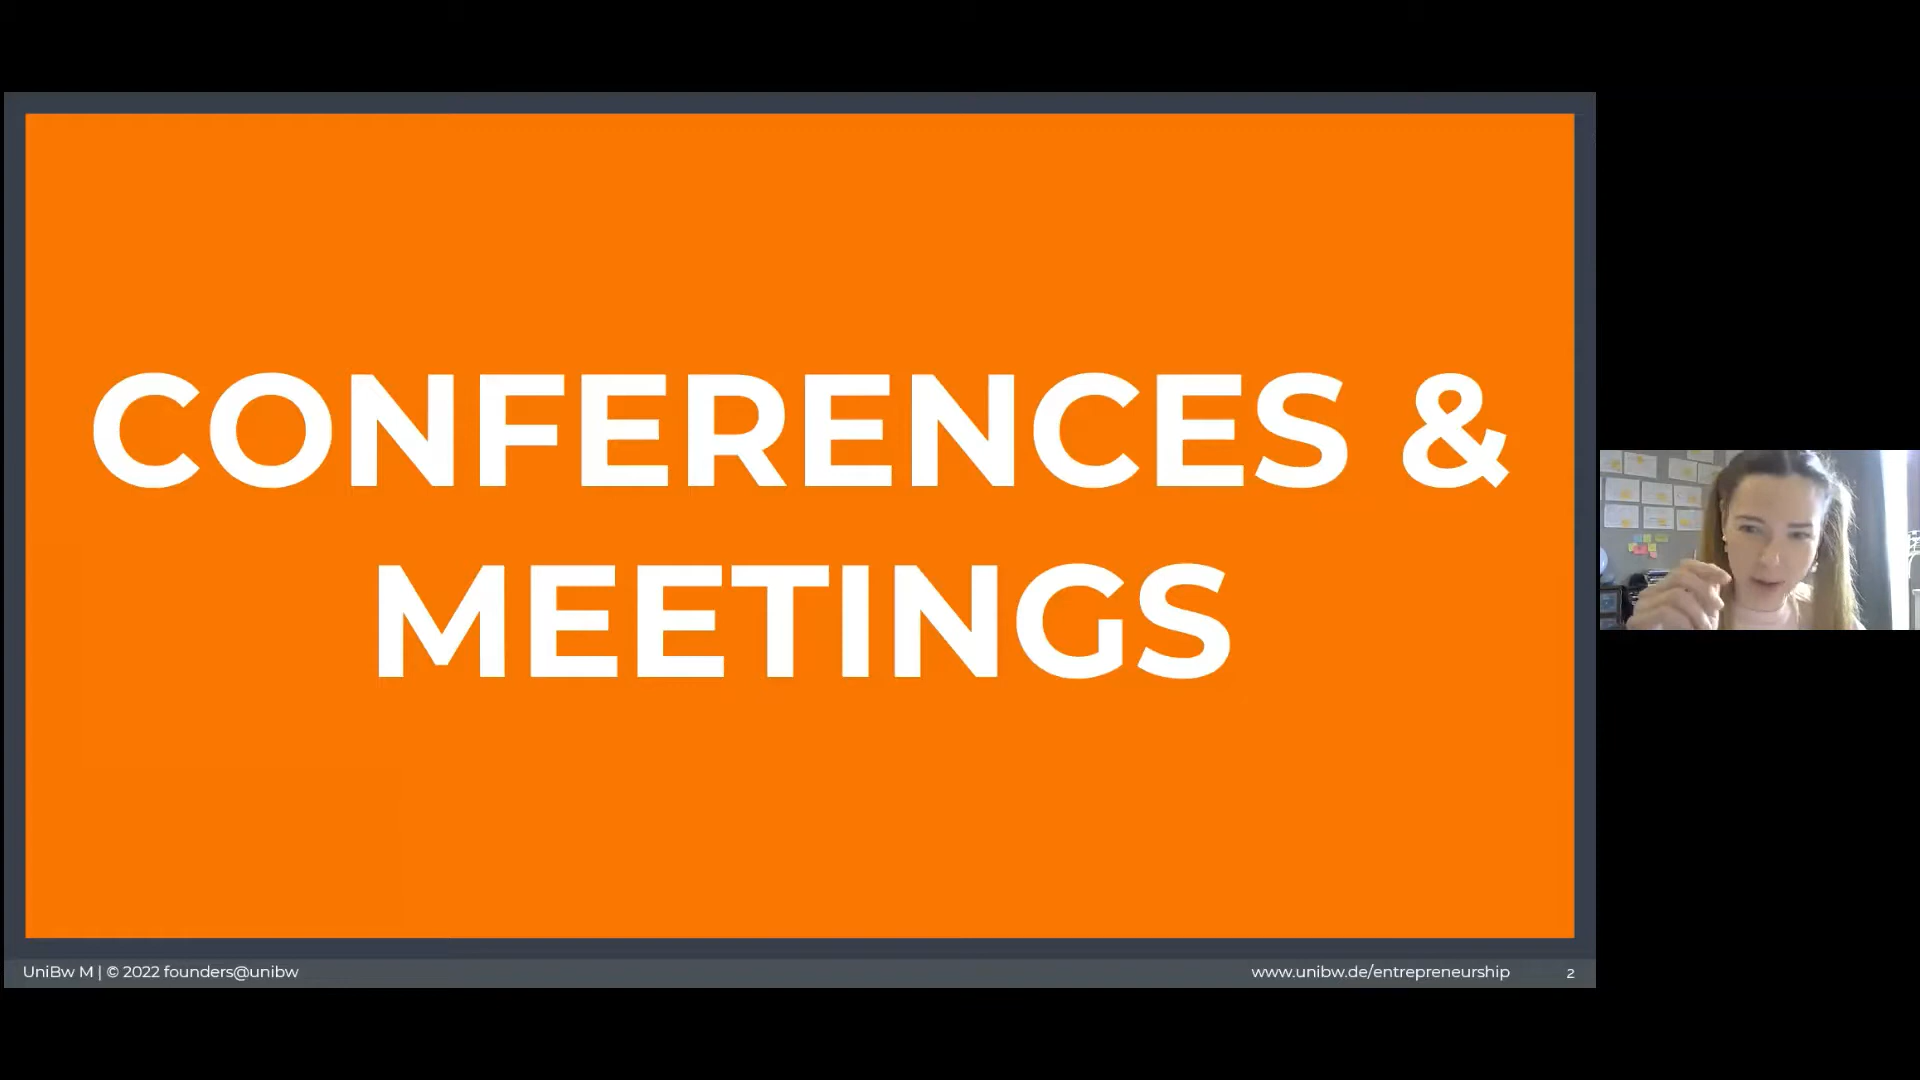 CONFERENCES &
MEETINGS
UniBw M | © 2022 founders@unibw
www.unibw.de/entrepreneurship
2